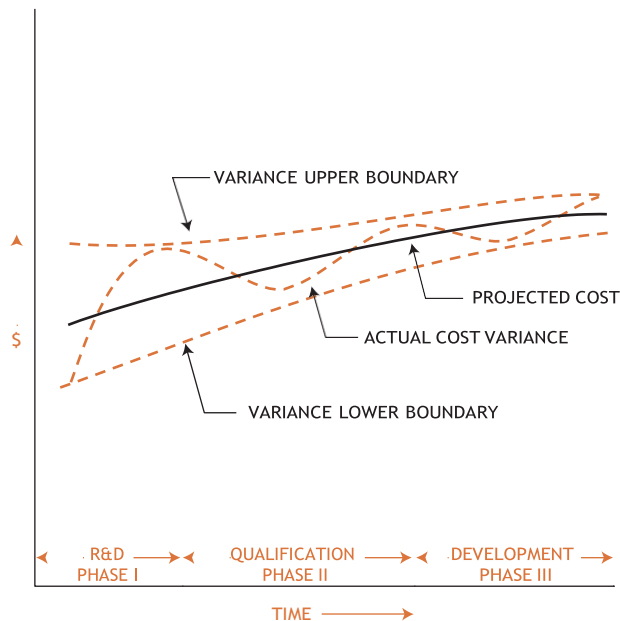 VARIANCE UPPER BOUNDARY
PROJECTED COST
$
ACTUAL COST VARIANCE
VARIANCE LOWER BOUNDARY
R&D
PHASE I
QUALIFICATION
PHASE II
DEVELOPMENT
PHASE III
TIME